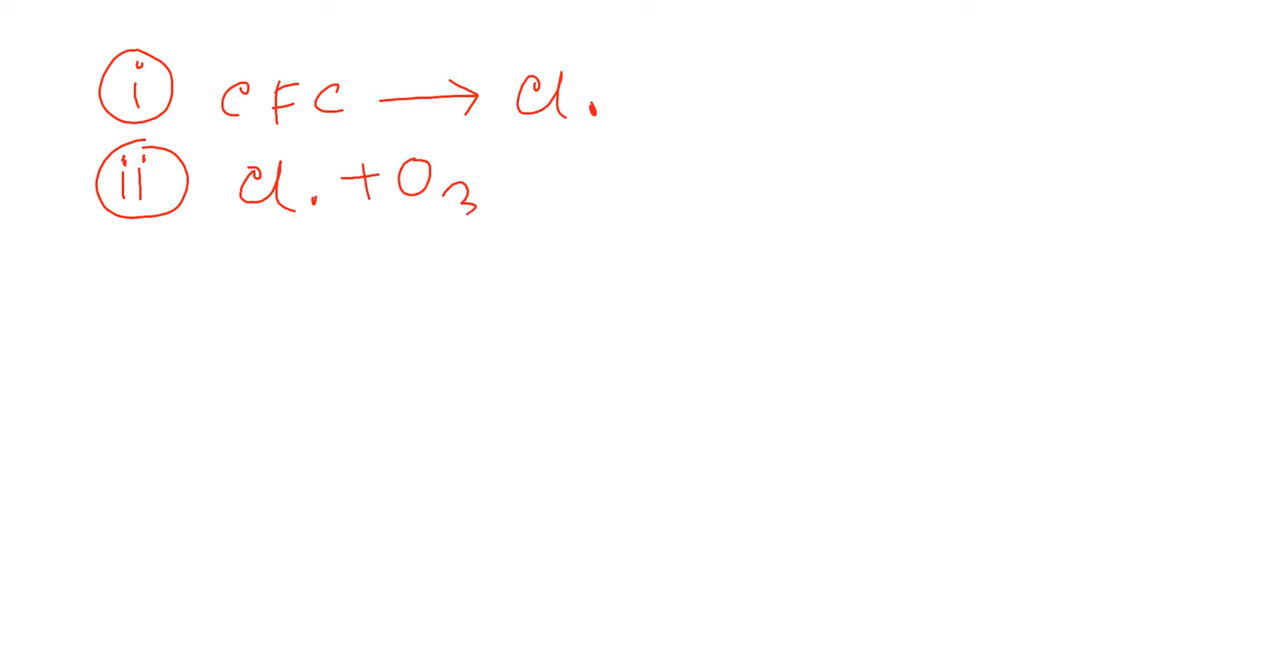 i CFC → Cl.
ii Cl. + O3